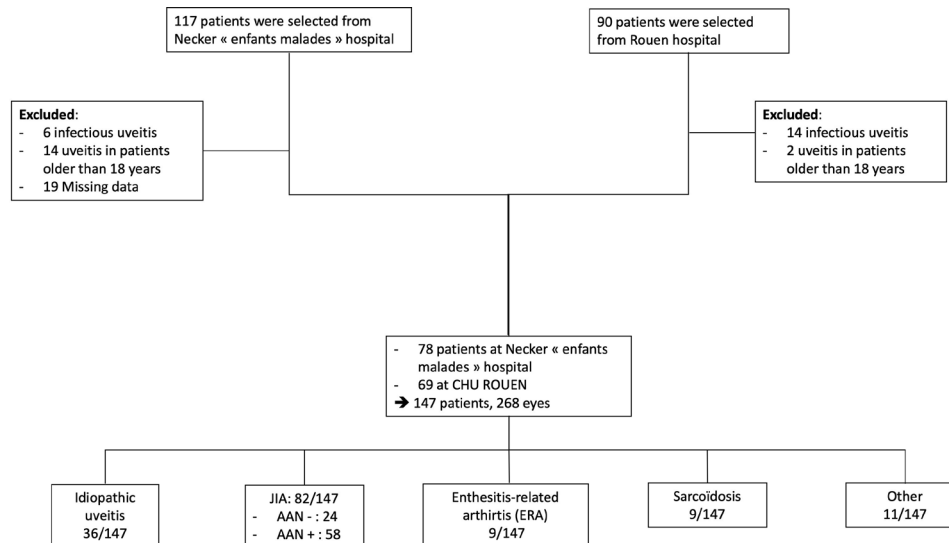 117 patients were selected from
Necker « enfants malades » hospital
90 patients were selected
from Rouen hospital
Excluded:
- 6 infectious uveitis
- 14 uveitis in patients
older than 18 years
- 19 Missing data
Excluded:
- 14 infectious uveitis
- 2 uveitis in patients
older than 18 years
- 78 patients at Necker « enfants
malades » hospital
- 69 at CHU ROUEN
➔ 147 patients, 268 eyes
Idiopathic
uveitis
36/147
JIA: 82/147
- AAN - : 24
- AAN + : 58
Enthesitis-related
arthirtis (ERA)
9/147
Sarcoïdosis
9/147
Other
11/147